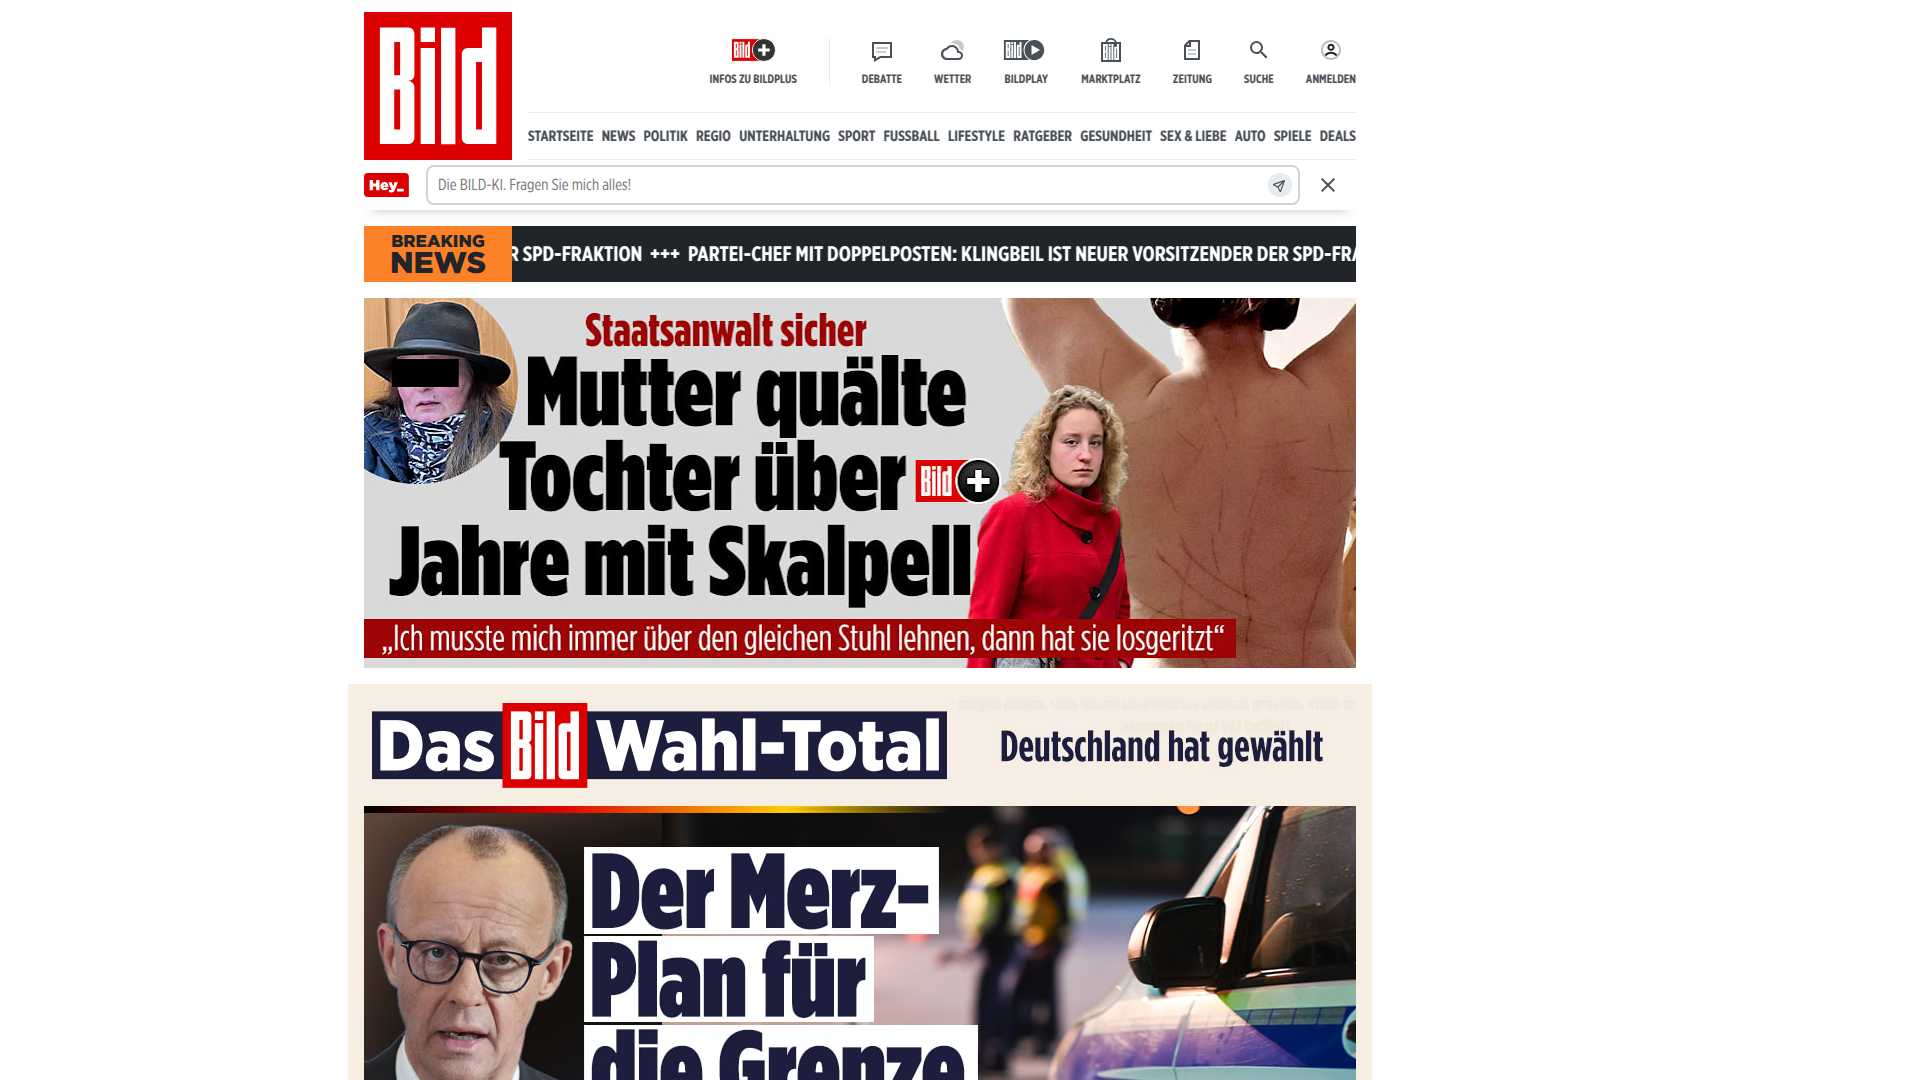 Bild
INFOS ZU BILDPLUS
DEBATTE
WETTER
BILDPLAY
MARKTPLATZ
ZEITUNG
SUCHE
ANMELDEN
STARTSEITE NEWS POLITIK REGIO UNTERHALTUNG SPORT FUSSBALL LIFESTYLE RATGEBER GESUNDHEIT SEX & LIEBE AUTO SPIELE DEALS
Hey_
Die BILD-KI. Fragen Sie mich alles!
BREAKING
NEWS
R SPD-FRAKTION +++ PARTEI-CHEF MIT DOPPELPOSTEN: KLINGBEIL IST NEUER VORSITZENDER DER SPD-FRA
Staatsanwalt sicher
Mutter quälte
Tochter über
Bild +
Jahre mit Skalpell
„Ich musste mich immer über den gleichen Stuhl lehnen, dann hat sie losgeritzt“
Das Bild Wahl-Total
Deutschland hat gewählt
Der Merz-
Plan für
die Grenze